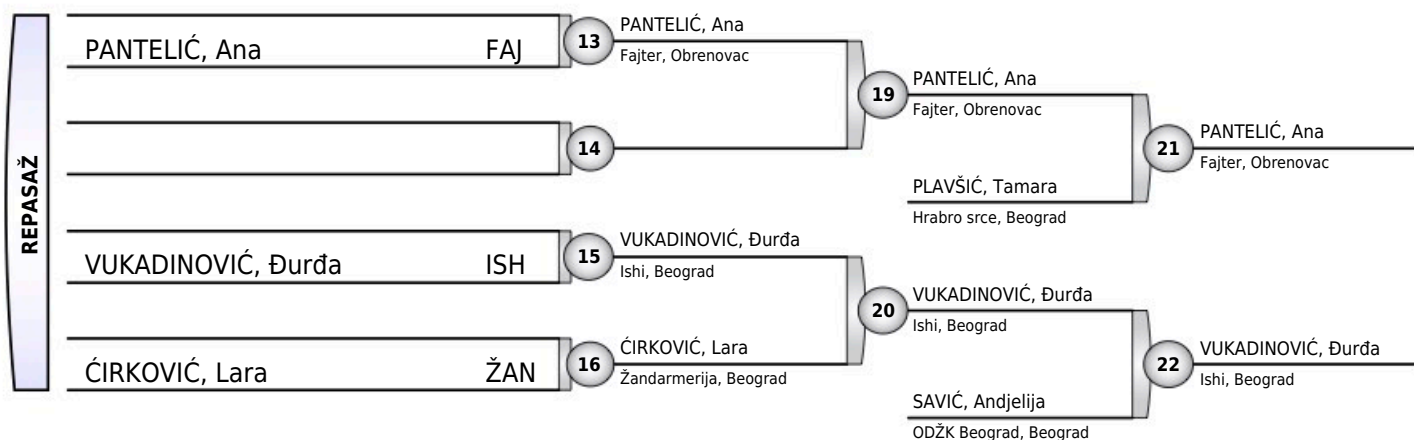 REPASAŽ
PANTELIĆ, Ana FAJ
13
PANTELIĆ, Ana
Fajter, Obrenovac
14
19
PANTELIĆ, Ana
Fajter, Obrenovac
PLAVŠIĆ, Tamara
Hrabro srce, Beograd
21
PANTELIĆ, Ana
Fajter, Obrenovac
VUKADINOVIĆ, Đurđa ISH
15
VUKADINOVIĆ, Đurđa
Ishi, Beograd
ĆIRKOVIĆ, Lara ŽAN
16
ĆIRKOVIĆ, Lara
Žandarmerija, Beograd
20
VUKADINOVIĆ, Đurđa
Ishi, Beograd
SAVIĆ, Andjelija
ODŽK Beograd, Beograd
22
VUKADINOVIĆ, Đurđa
Ishi, Beograd